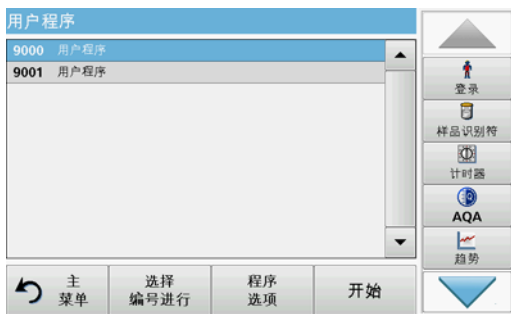 用户程序
9000 用户程序
9001 用户程序
登录
样品识别符
计时器
AQA
趋势
主
菜单
选择
编号进行
程序
选项
开始